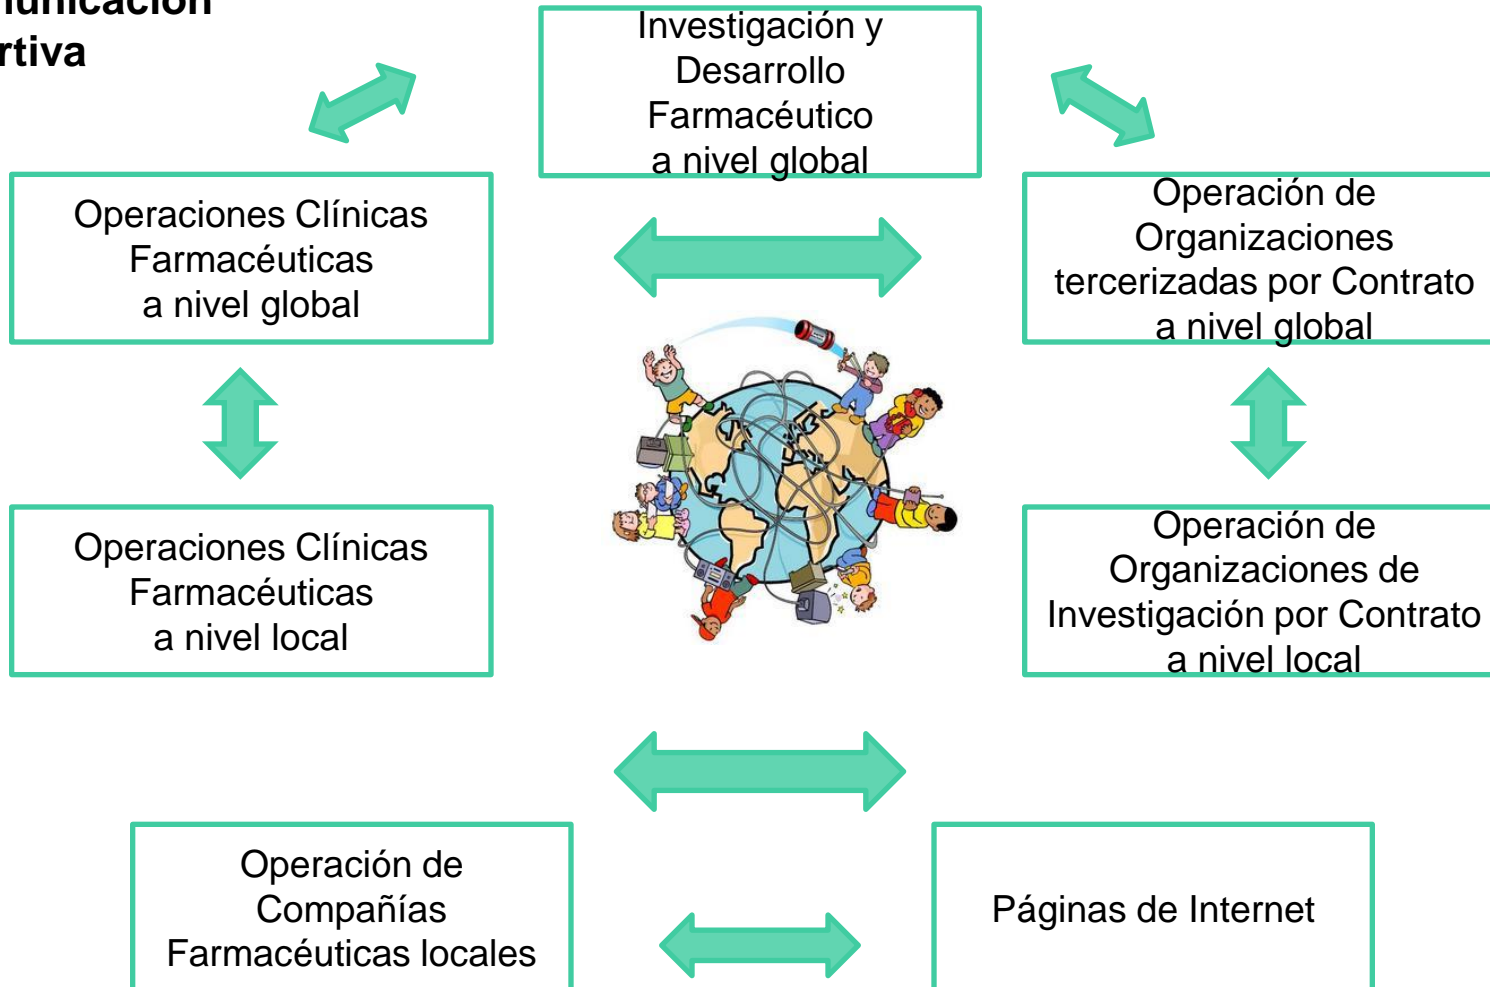 Investigación y
Desarrollo
Farmacéutico
a nivel global
Operaciones Clínicas
Farmacéuticas
a nivel global
Operación de
Organizaciones
tercerizadas por Contrato
a nivel global
Operaciones Clínicas
Farmacéuticas
a nivel local
Operación de
Organizaciones de
Investigación por Contrato
a nivel local
Operación de
Compañías
Farmacéuticas locales
Páginas de Internet